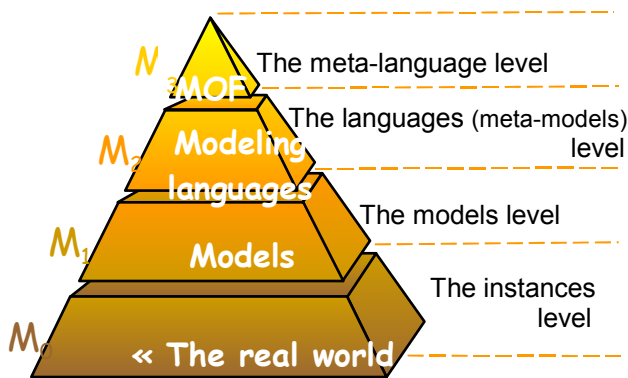 M3
MOF
The meta-language level
M2
Modeling
languages
The languages (meta-models)
level
M1
Models
The models level
M0
« The real world
The instances
level